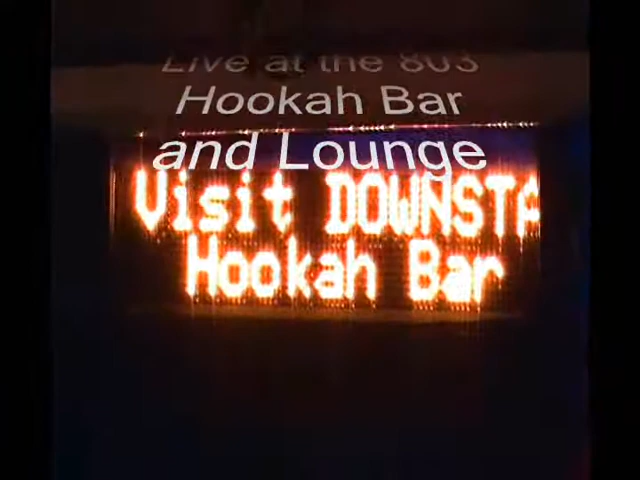 Live at the 803
Hookah Bar
and Lounge
Visit DOWNSTA
Hookah Bar